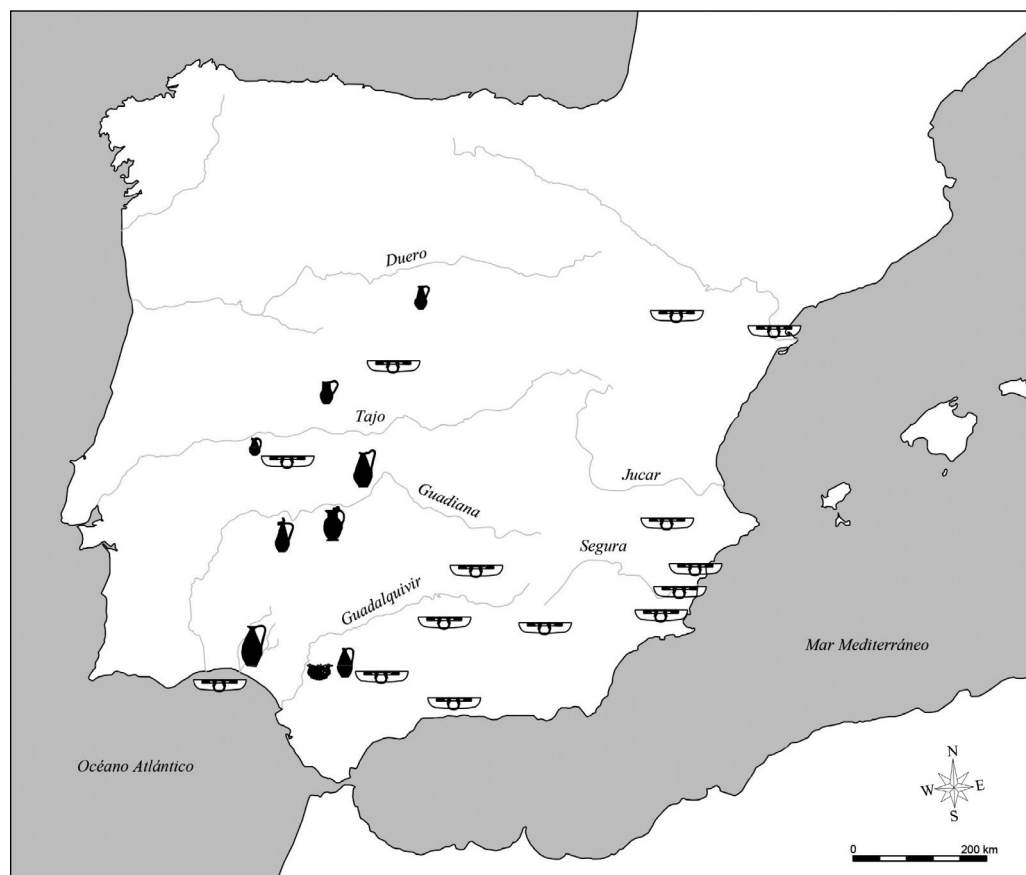 Duero
Tajo
Jucar
Guadiana
Segura
Guadalquivir
Mar Mediterráneo
Océano Atlántico
N
W E
S
0 200 km